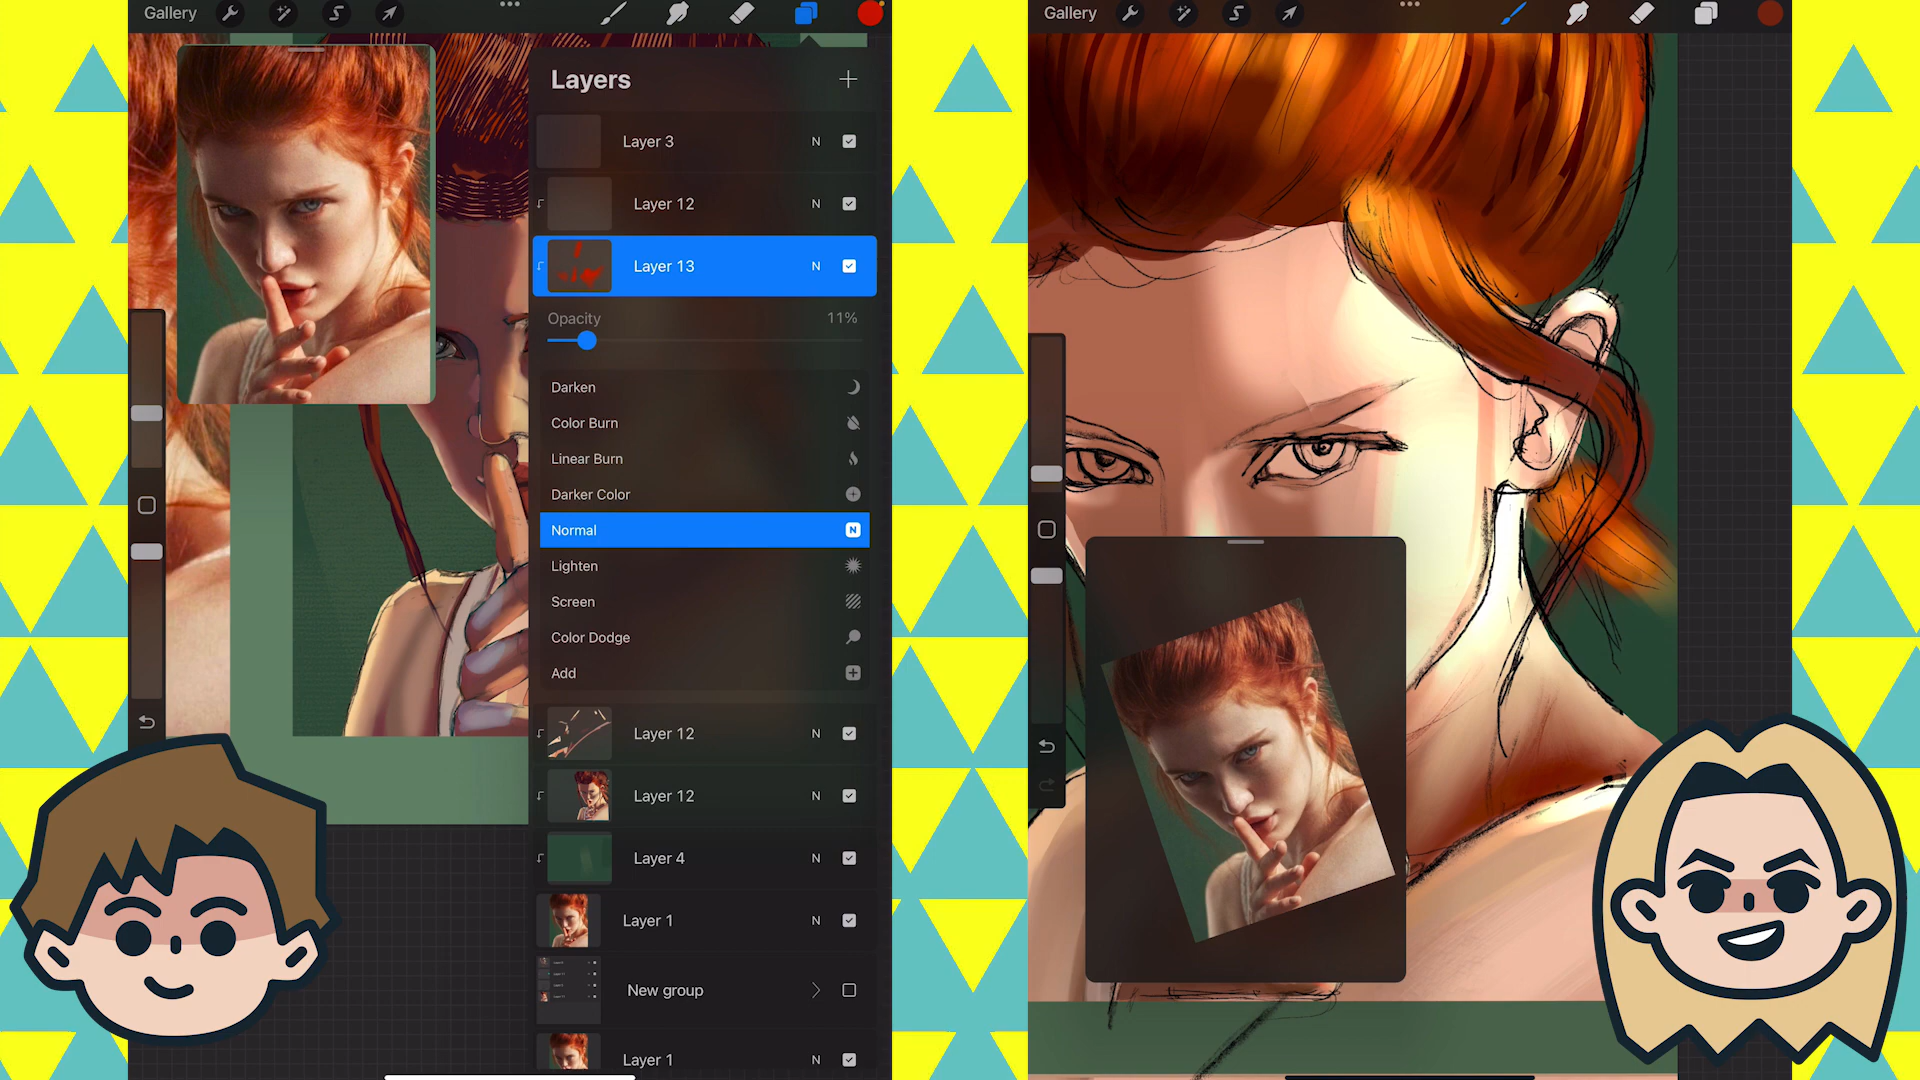 Gallery
Layers
Layer 3 N
Layer 12 N
Layer 13 N
Opacity 11%
Darken
Color Burn
Linear Burn
Darker Color
Normal N
Lighten
Screen
Color Dodge
Add
Layer 12 N
Layer 12 N
Layer 4 N
Layer 1 N
New group
Layer 1 N
Gallery